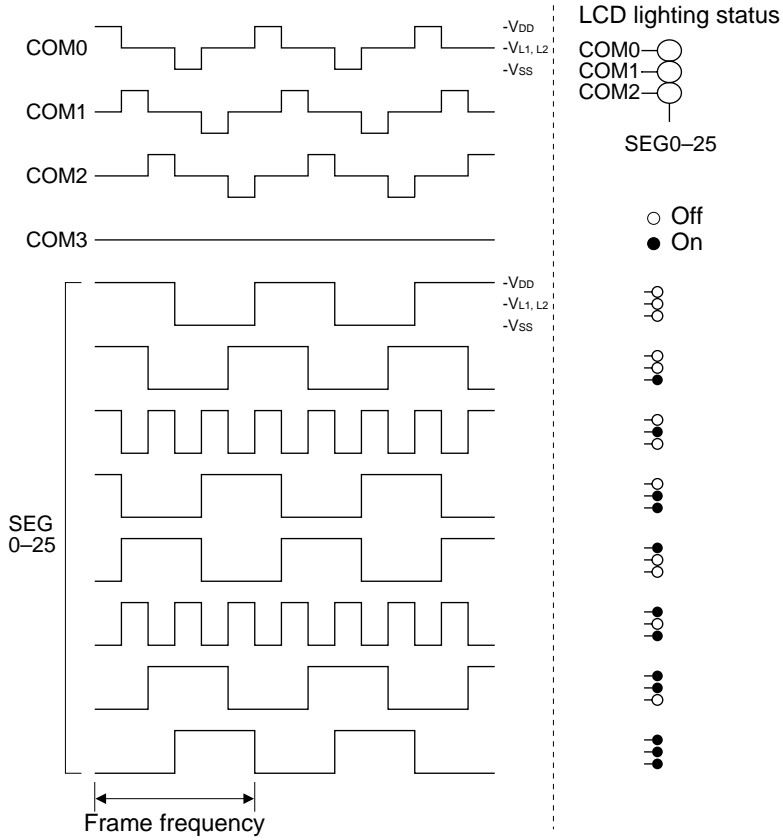 LCD lighting status
COM0
-VDD
-VL1, L2
-VSS
COM1
COM2
COM3
COM0
COM1
COM2
SEG0–25
Off
On
-VDD
-VL1, L2
-VSS
SEG
0–25
Frame frequency